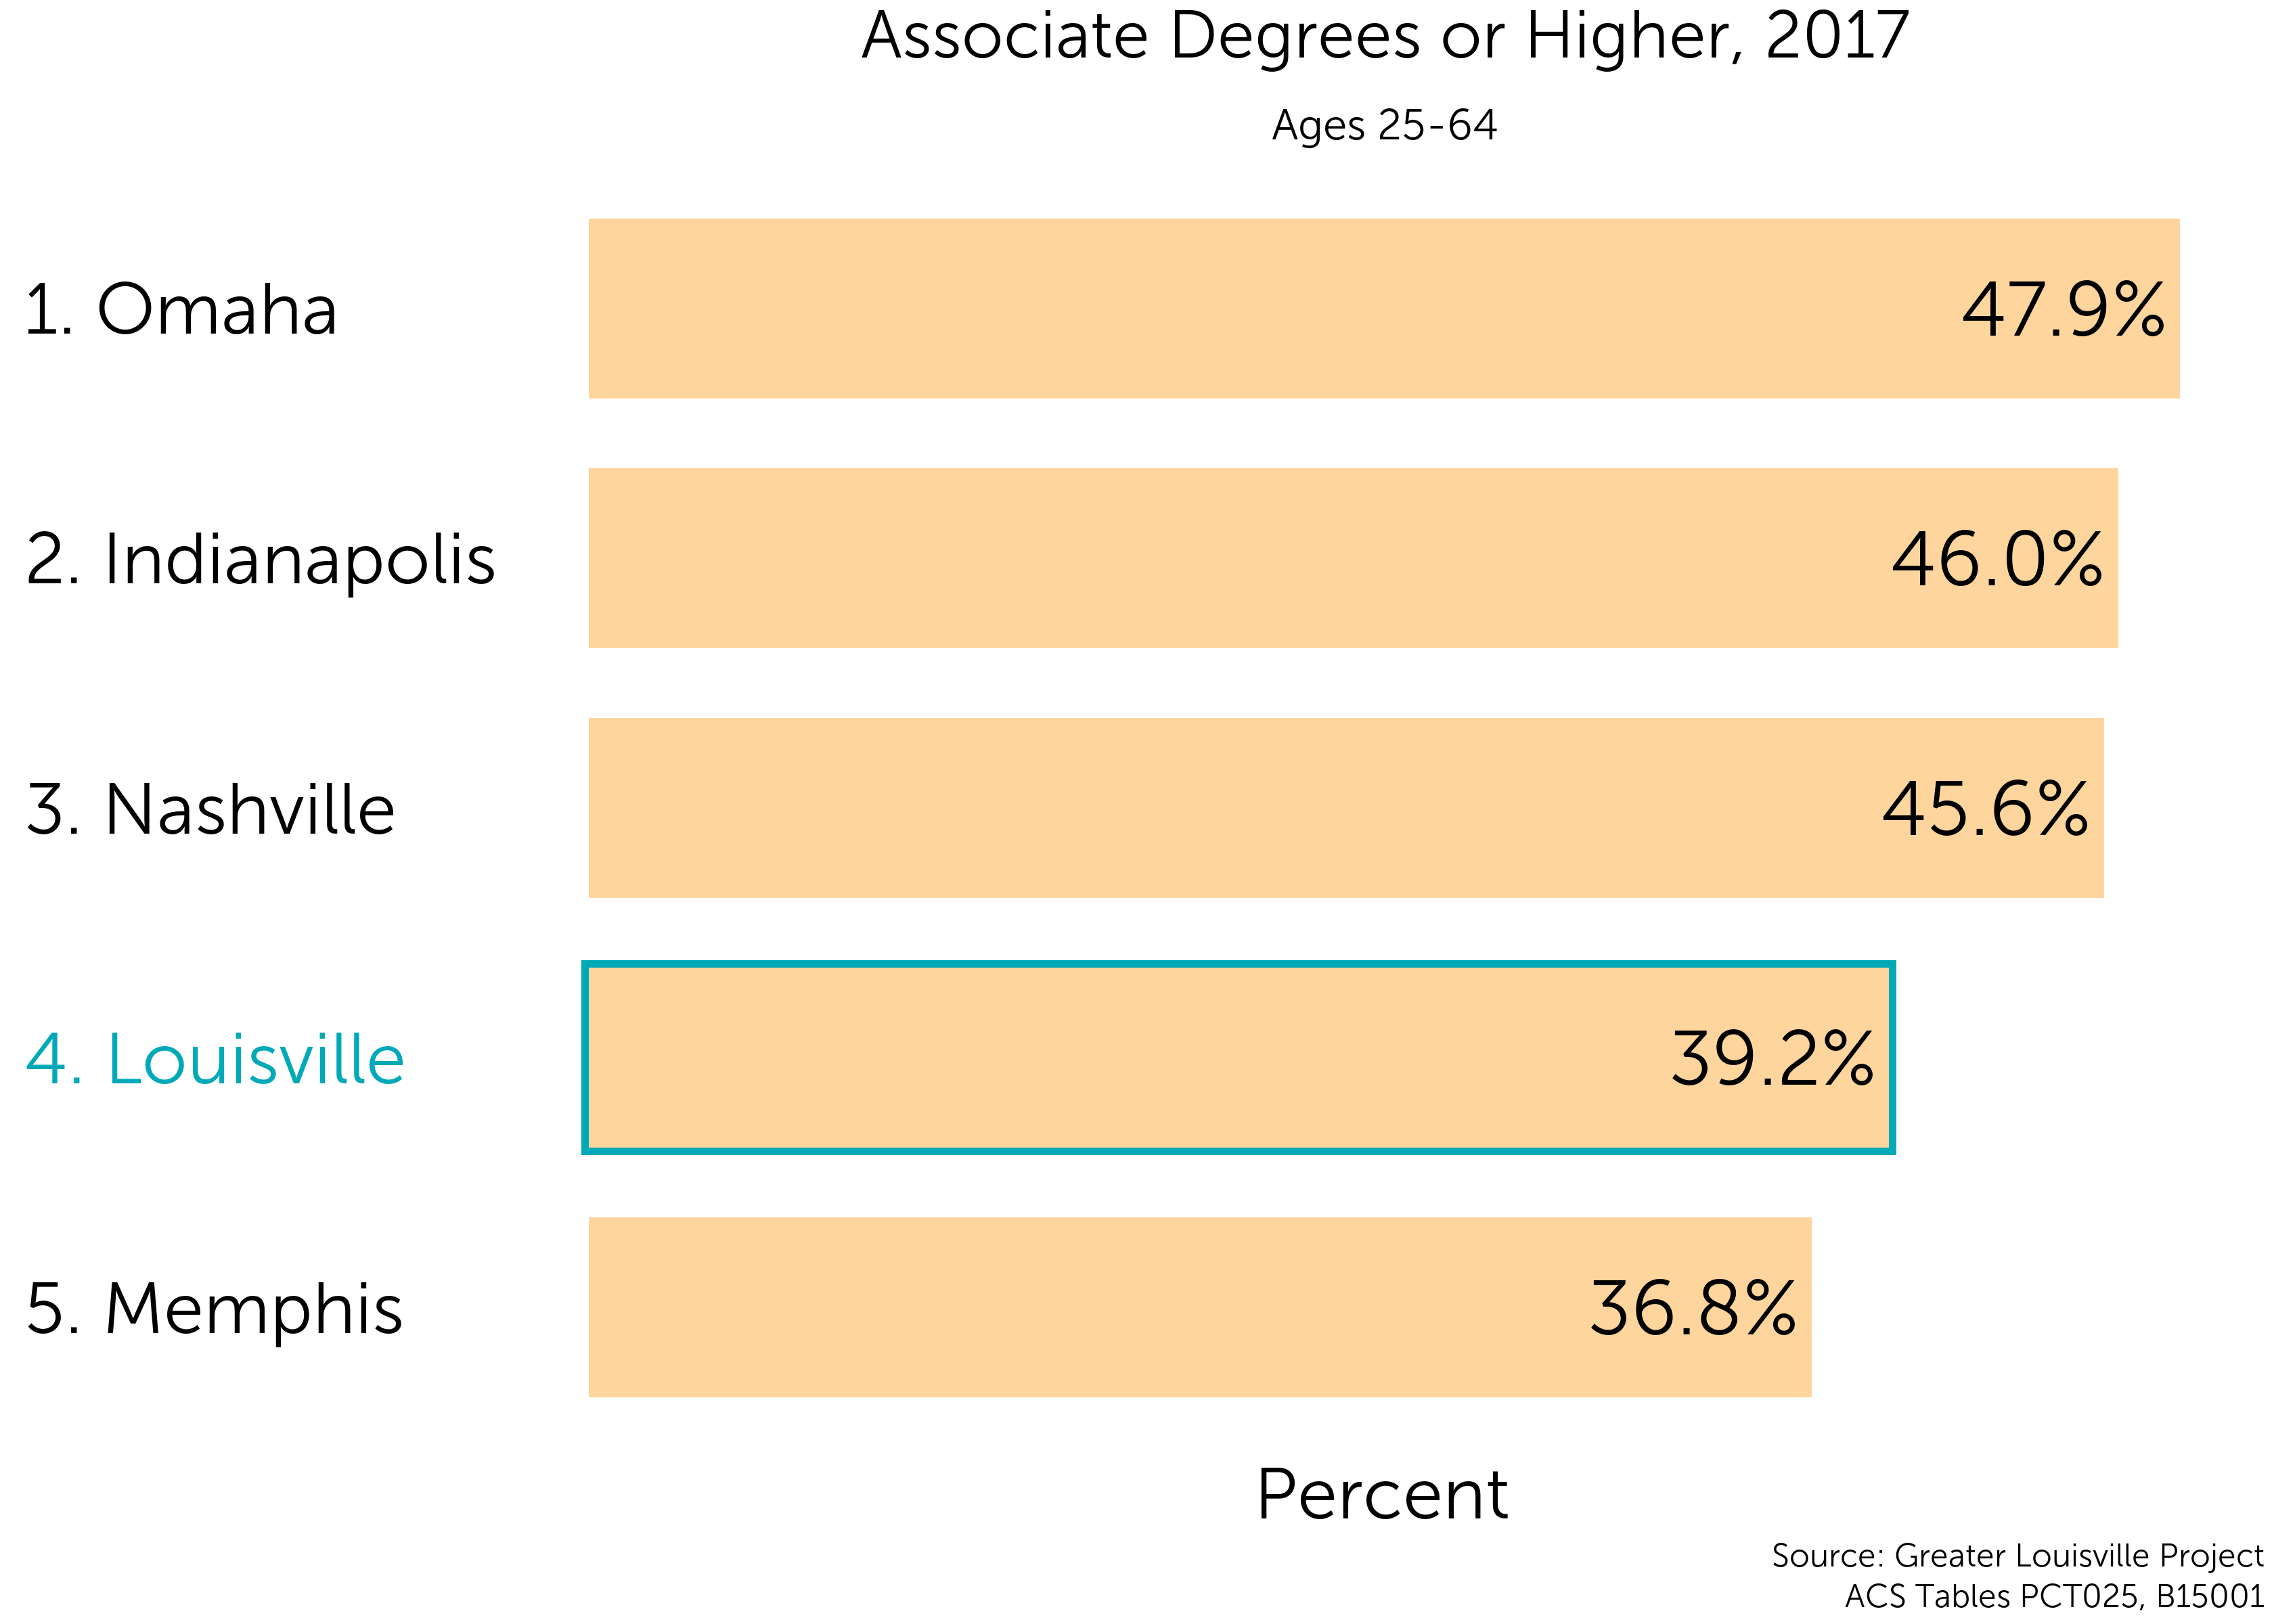 Associate Degrees or Higher, 2017
Ages 25-64
1. Omaha 47.9%
2. Indianapolis 46.0%
3. Nashville 45.6%
4. Louisville 39.2%
5. Memphis 36.8%
Percent
Source: Greater Louisville Project
ACS Tables PCT025, B15001